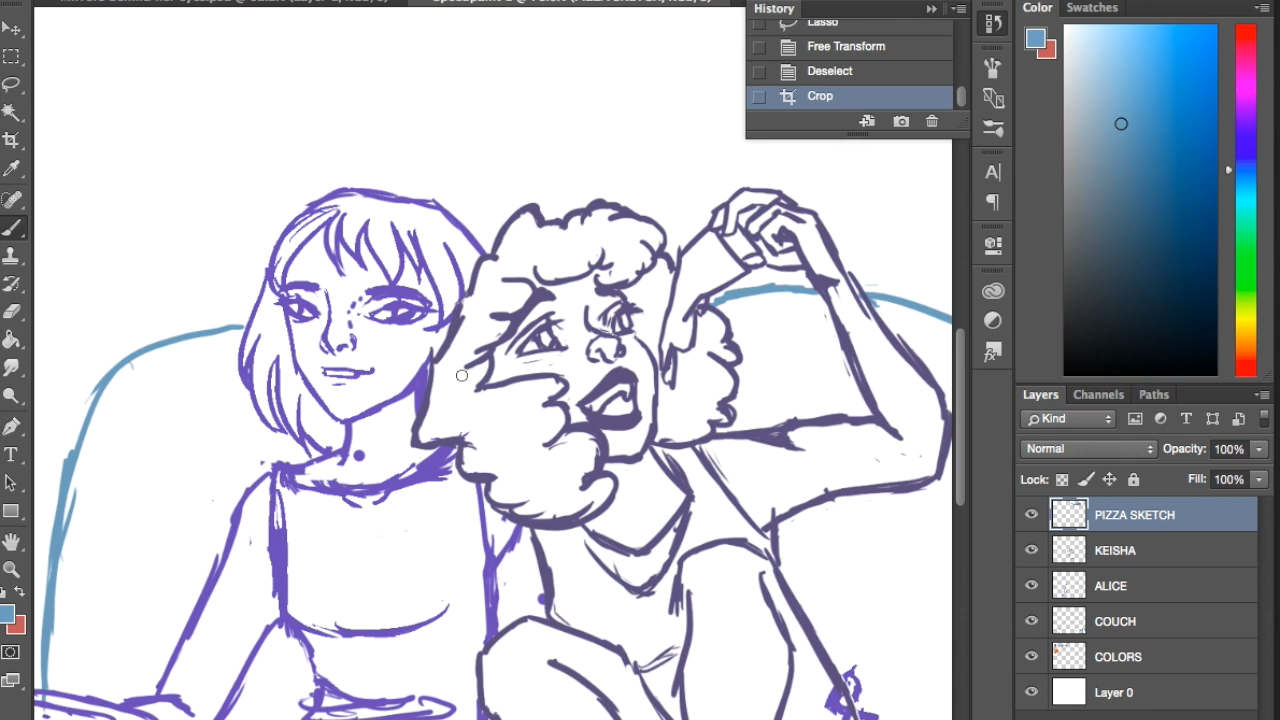 History
Color
Swatches
Lasso
Free Transform
Deselect
Crop
Layers
Channels
Paths
Kind
Normal
Opacity: 100%
Lock:
Fill: 100%
PIZZA SKETCH
KEISHA
ALICE
COUCH
COLORS
Layer 0